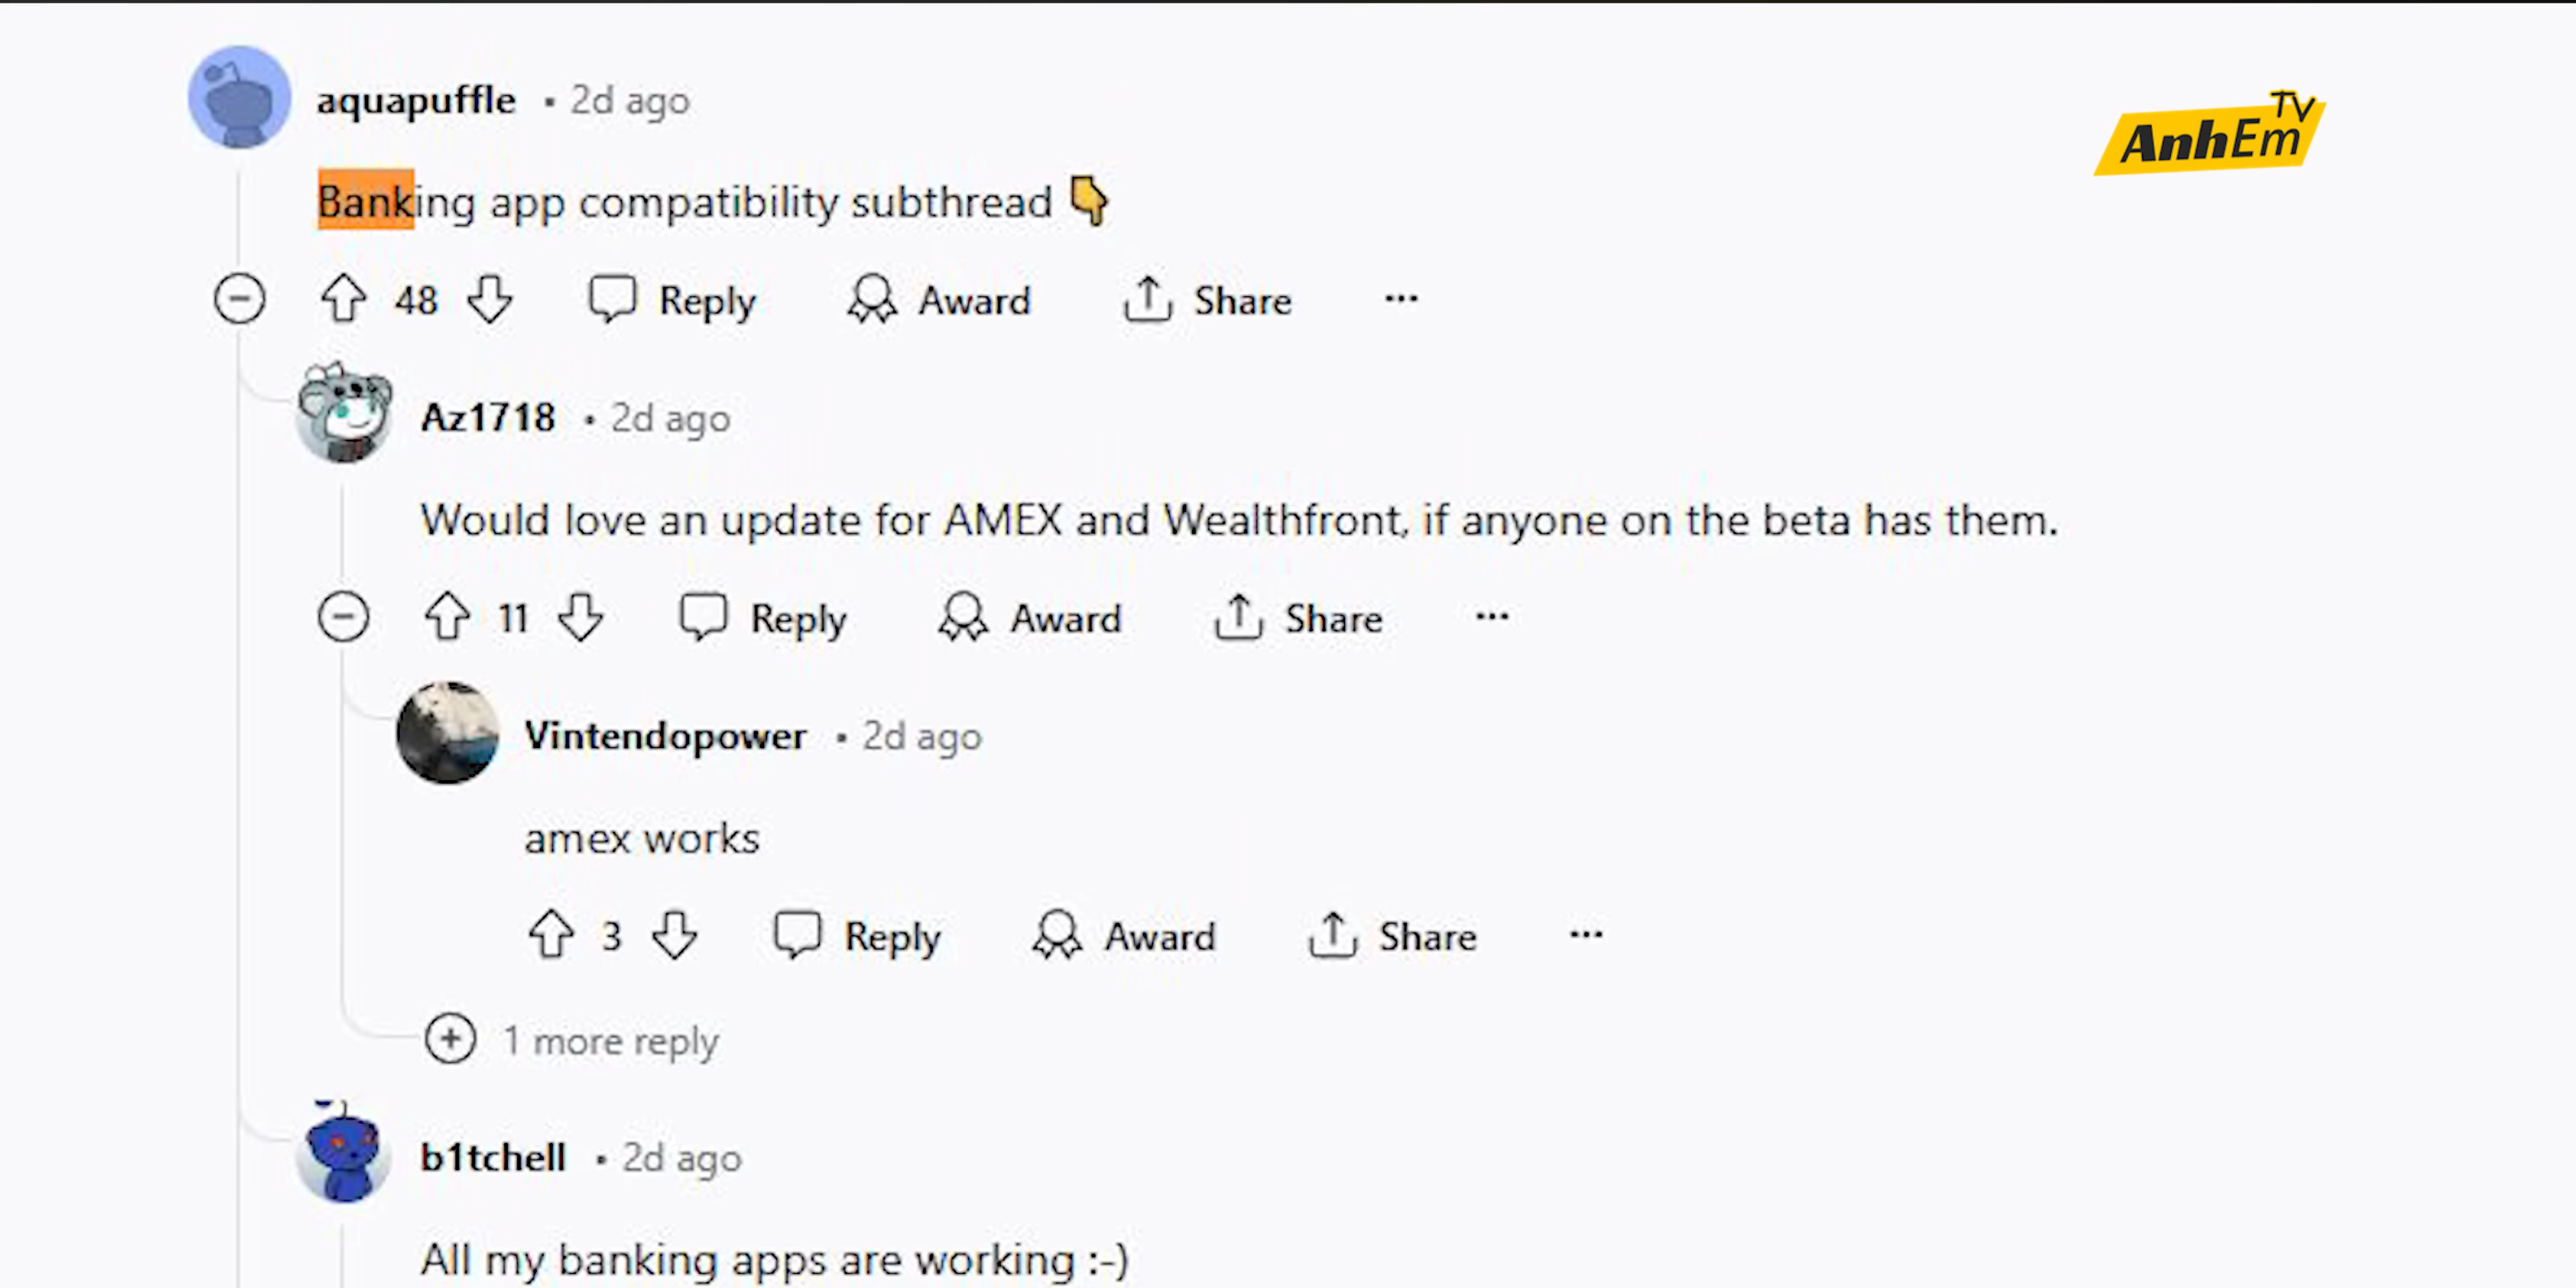 aquapuffle • 2d ago
AnhEm TV
Banking app compatibility subthread 👇
48 Reply Award Share ...
Az1718 • 2d ago
Would love an update for AMEX and Wealthfront, if anyone on the beta has them.
11 Reply Award Share ...
Vintendopower • 2d ago
amex works
3 Reply Award Share ...
1 more reply
b1tchell • 2d ago
All my banking apps are working :-)